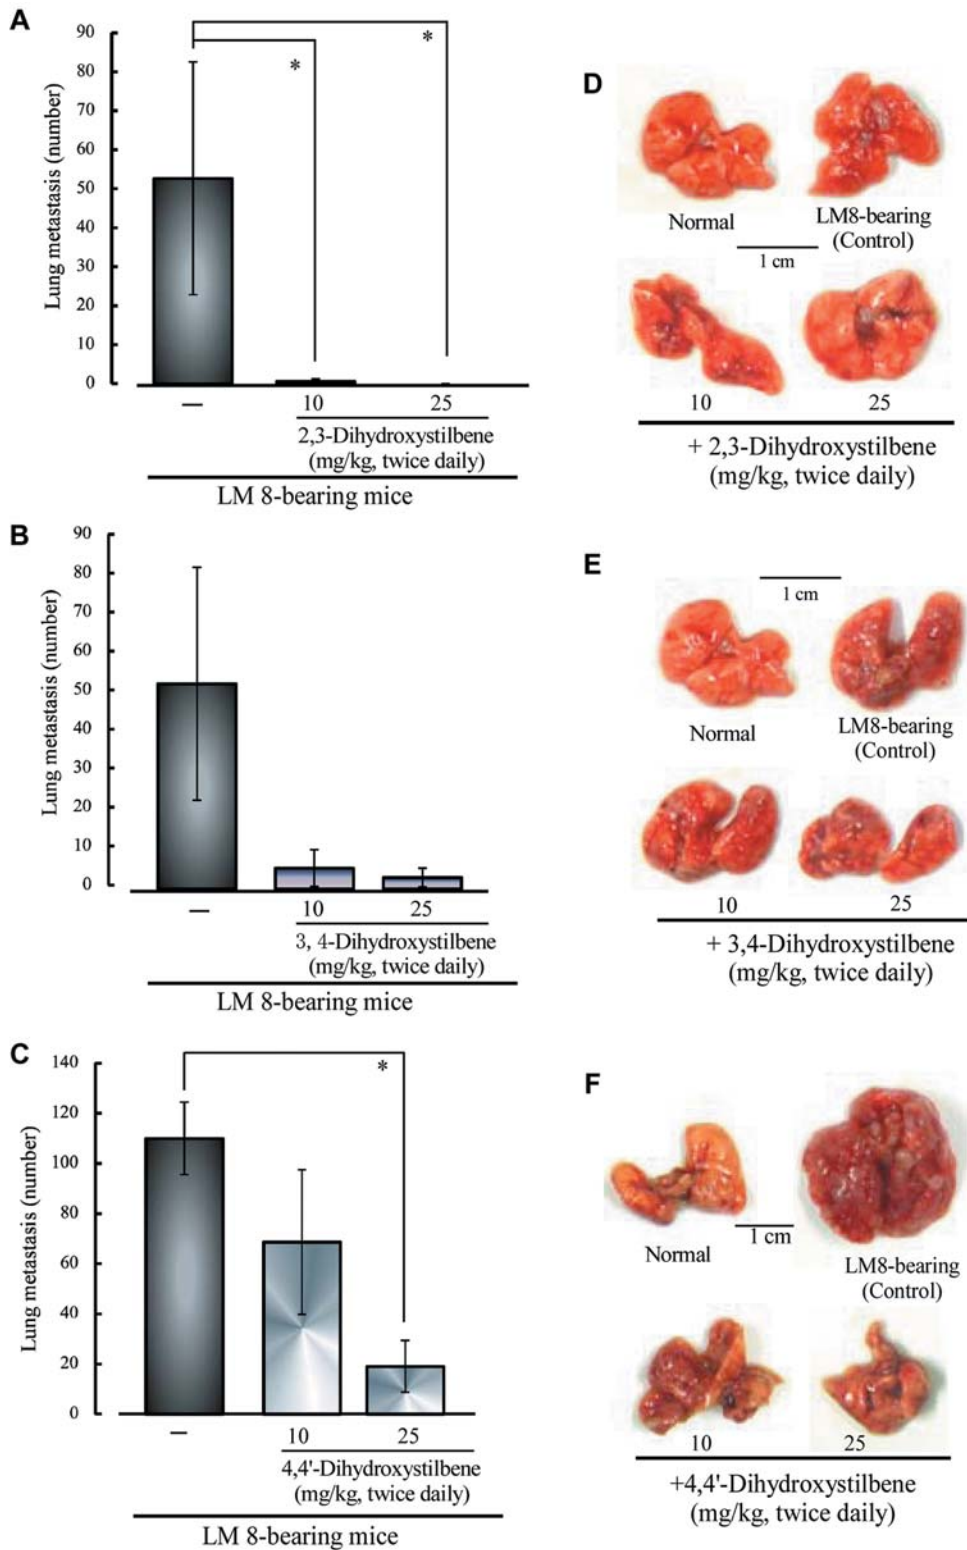 A
Lung metastasis (number)
90
80
70
60
50
40
30
20
10
0
*
*
—
10
25
2,3-Dihydroxystilbene
(mg/kg, twice daily)
LM 8-bearing mice
B
Lung metastasis (number)
90
80
70
60
50
40
30
20
10
0
—
10
25
3, 4-Dihydroxystilbene
(mg/kg, twice daily)
LM 8-bearing mice
C
Lung metastasis (number)
140
120
100
80
60
40
20
0
*
—
10
25
4,4'-Dihydroxystilbene
(mg/kg, twice daily)
LM 8-bearing mice
D
Normal
LM8-bearing
(Control)
1 cm
10
25
+ 2,3-Dihydroxystilbene
(mg/kg, twice daily)
E
1 cm
Normal
LM8-bearing
(Control)
10
25
+ 3,4-Dihydroxystilbene
(mg/kg, twice daily)
F
Normal
1 cm
LM8-bearing
(Control)
10
25
+4,4'-Dihydroxystilbene
(mg/kg, twice daily)